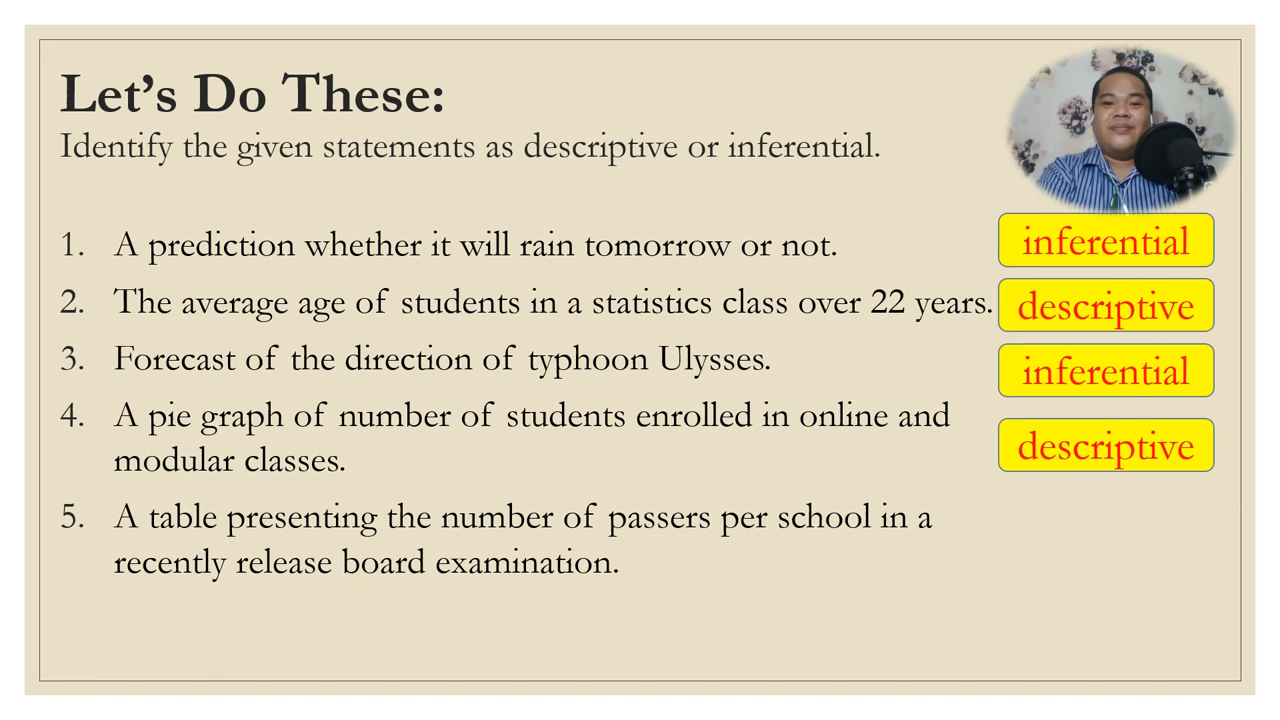 Let's Do These:
Identify the given statements as descriptive or inferential.
1. A prediction whether it will rain tomorrow or not.
inferential
2. The average age of students in a statistics class over 22 years.
descriptive
3. Forecast of the direction of typhoon Ulysses.
inferential
4. A pie graph of number of students enrolled in online and
modular classes.
descriptive
5. A table presenting the number of passers per school in a
recently release board examination.